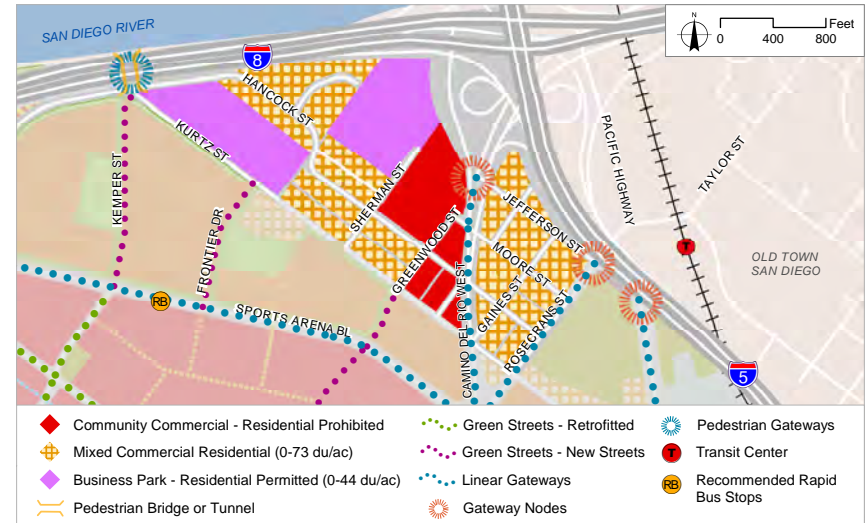 SAN DIEGO RIVER
8
N
Feet
0 400 800
HANCOCK ST
KURTZ ST
KEMPER ST
FRONTIER DR
SHERMAN ST
GREENWOOD ST
CAMINO DEL RIO WEST
JEFFERSON ST
MOORE ST
GAINES ST
ROSECRANS ST
PACIFIC HIGHWAY
TAYLOR ST
T
OLD TOWN
SAN DIEGO
RB
SPORTS ARENA BL
5
Community Commercial - Residential Prohibited
Mixed Commercial Residential (0-73 du/ac)
Business Park - Residential Permitted (0-44 du/ac)
Pedestrian Bridge or Tunnel
Green Streets - Retrofitted
Green Streets - New Streets
Linear Gateways
Gateway Nodes
Pedestrian Gateways
T Transit Center
RB Recommended Rapid
Bus Stops